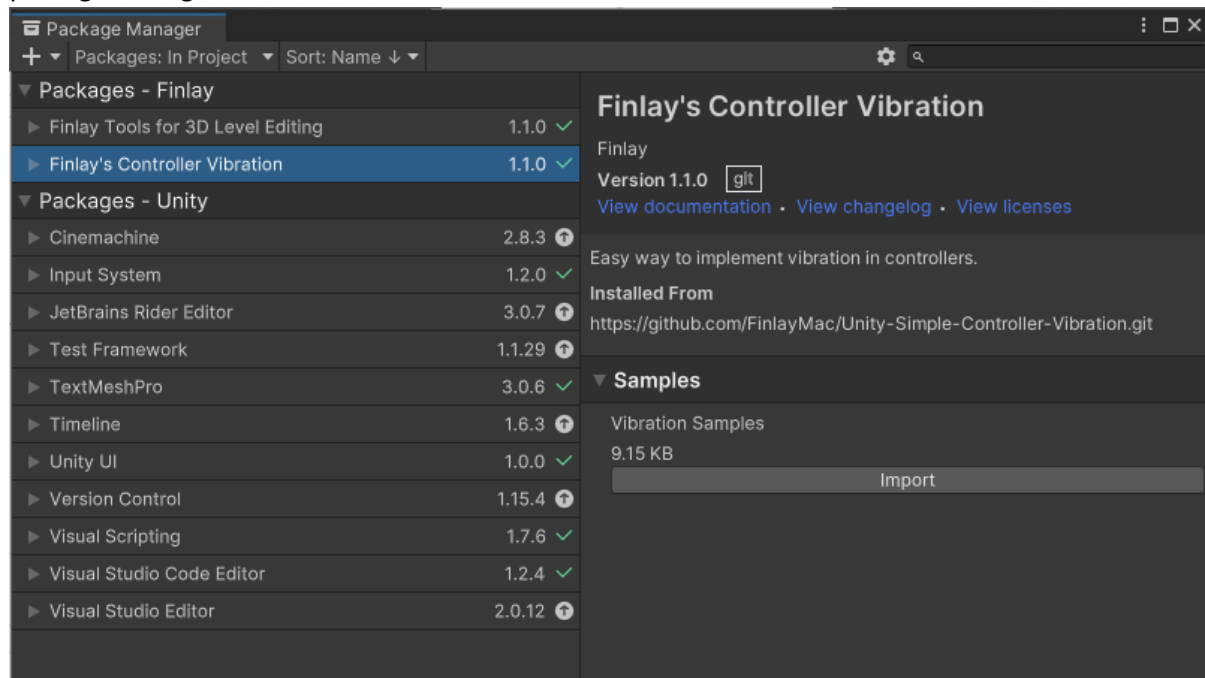 Package Manager
Packages: In Project Sort: Name ↓
Packages - Finlay
Finlay Tools for 3D Level Editing 1.1.0
Finlay's Controller Vibration 1.1.0
Packages - Unity
Cinemachine 2.8.3
Input System 1.2.0
JetBrains Rider Editor 3.0.7
Test Framework 1.1.29
TextMeshPro 3.0.6
Timeline 1.6.3
Unity UI 1.0.0
Version Control 1.15.4
Visual Scripting 1.7.6
Visual Studio Code Editor 1.2.4
Visual Studio Editor 2.0.12
Finlay's Controller Vibration
Finlay
Version 1.1.0 git
View documentation • View changelog • View licenses
Easy way to implement vibration in controllers.
Installed From
https://github.com/FinlayMac/Unity-Simple-Controller-Vibration.git
Samples
Vibration Samples
9.15 KB
Import